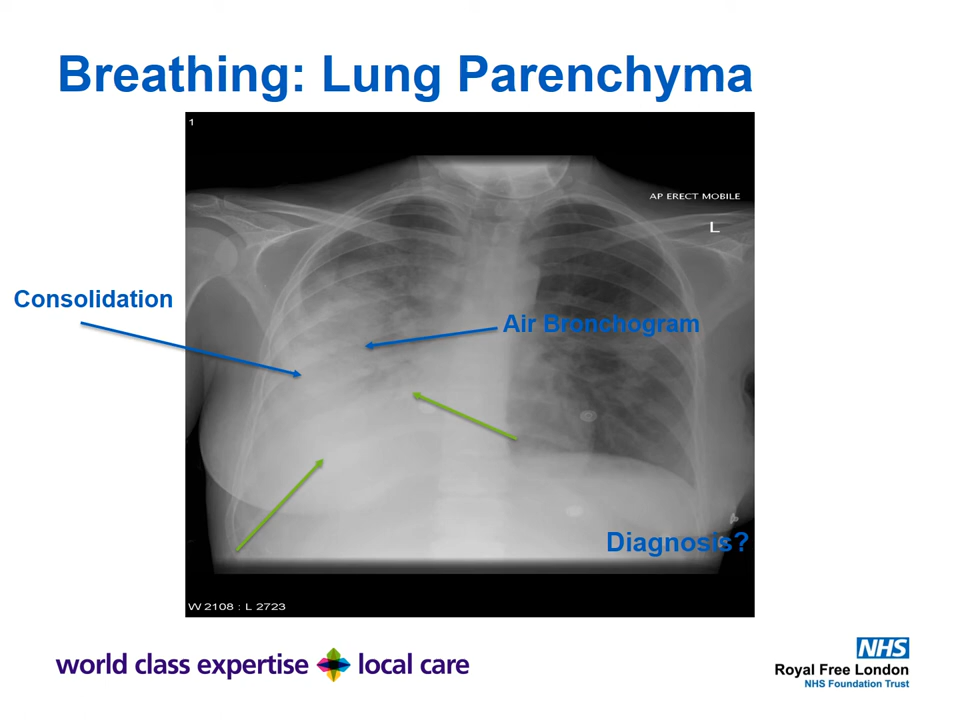 Breathing: Lung Parenchyma
1
AP ERECT MOBILE
L
Consolidation
Air Bronchogram
Diagnosis?
W 2108 : L 2723
world class expertise local care
NHS
Royal Free London
NHS Foundation Trust